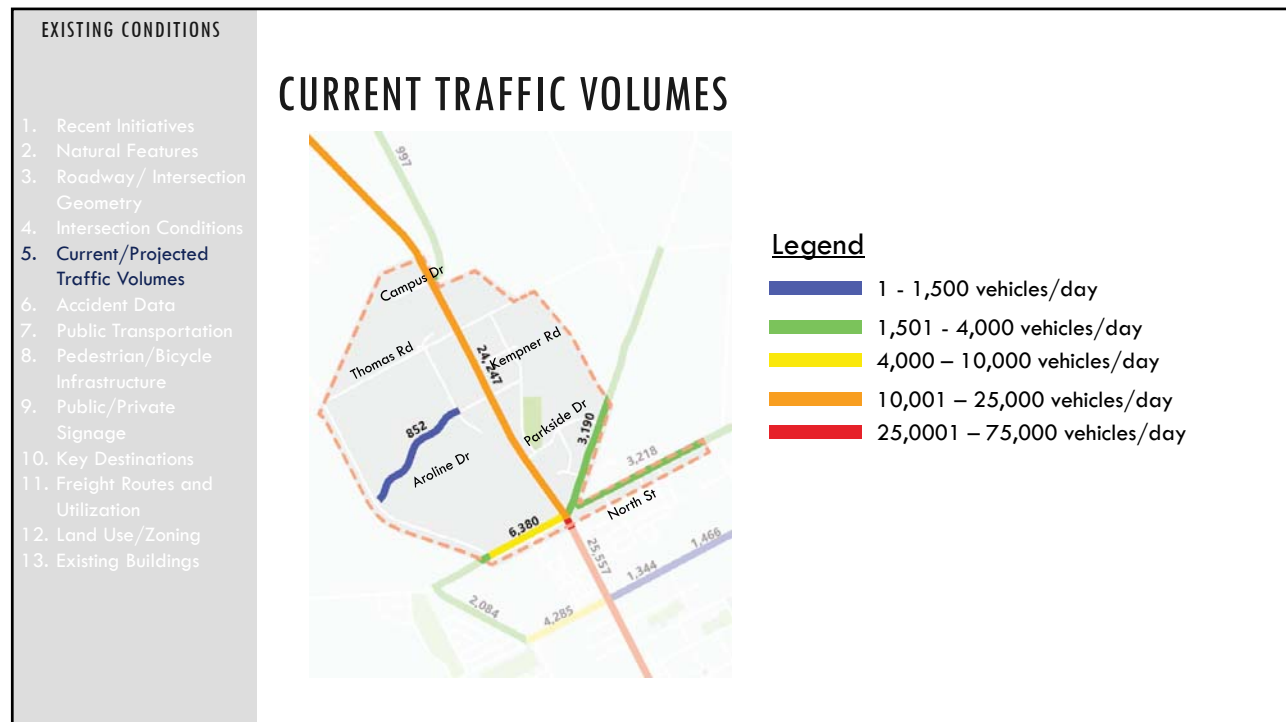 EXISTING CONDITIONS
1. Recent Initiatives
2. Natural Features
3. Roadway/ Intersection
Geometry
4. Intersection Conditions
5. Current/Projected
Traffic Volumes
6. Accident Data
7. Public Transportation
8. Pedestrian/Bicycle
Infrastructure
9. Public/Private
Signage
10. Key Destinations
11. Freight Routes and
Utilization
12. Land Use/Zoning
13. Existing Buildings
CURRENT TRAFFIC VOLUMES
997
Campus Dr
Thomas Rd
24,247
Kempner Rd
852
Aroline Dr
Parkside Dr
3,190
3,218
North St
6,380
25,557
1,466
1,344
2,084
4,285
Legend
1 - 1,500 vehicles/day
1,501 - 4,000 vehicles/day
4,000 – 10,000 vehicles/day
10,001 – 25,000 vehicles/day
25,0001 – 75,000 vehicles/day